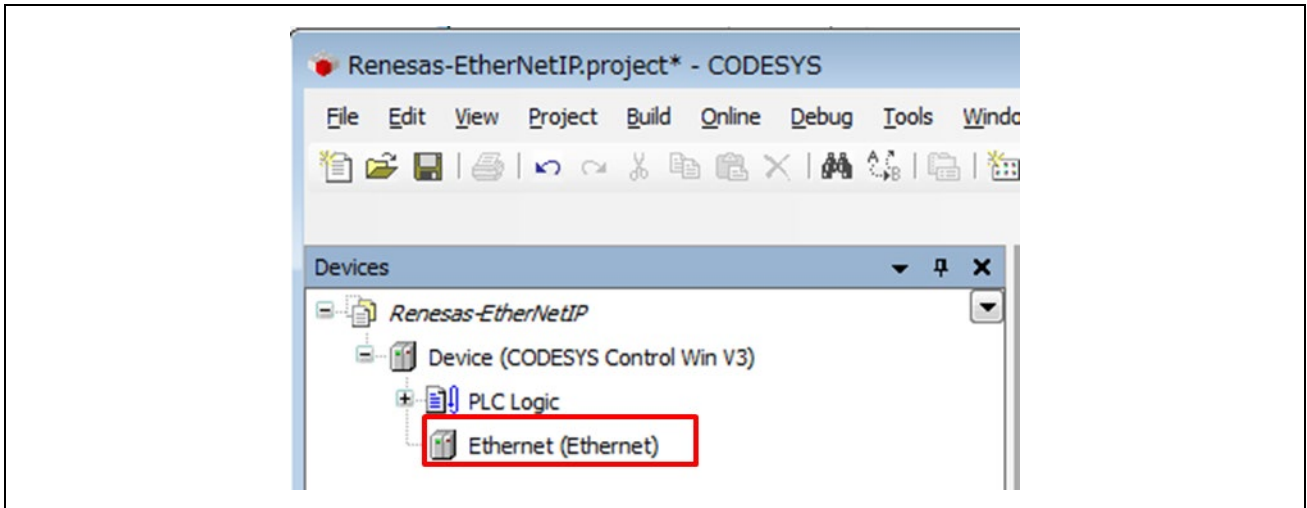 Renesas-EtherNetIP.project* - CODESYS
File Edit View Project Build Online Debug Tools Windo
Devices
Renesas-EtherNetIP
Device (CODESYS Control Win V3)
PLC Logic
Ethernet (Ethernet)